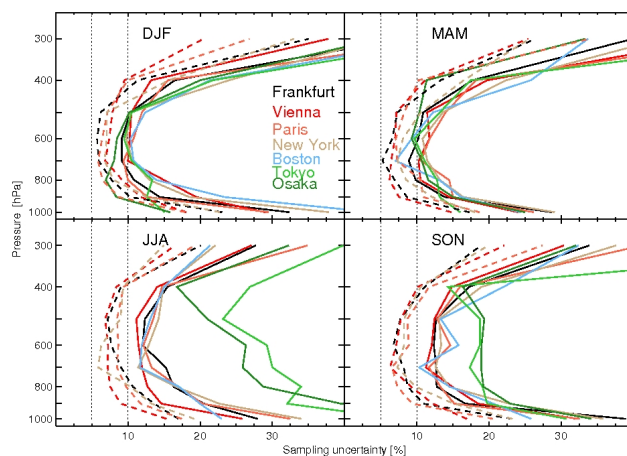 DJF
MAM
300
400
600
800
1000
Frankfurt
Vienna
Paris
New York
Boston
Tokyo
Osaka
Pressure [hPa]
JJA
SON
300
400
600
800
1000
10
20
30
10
20
30
Sampling uncertainty [%]